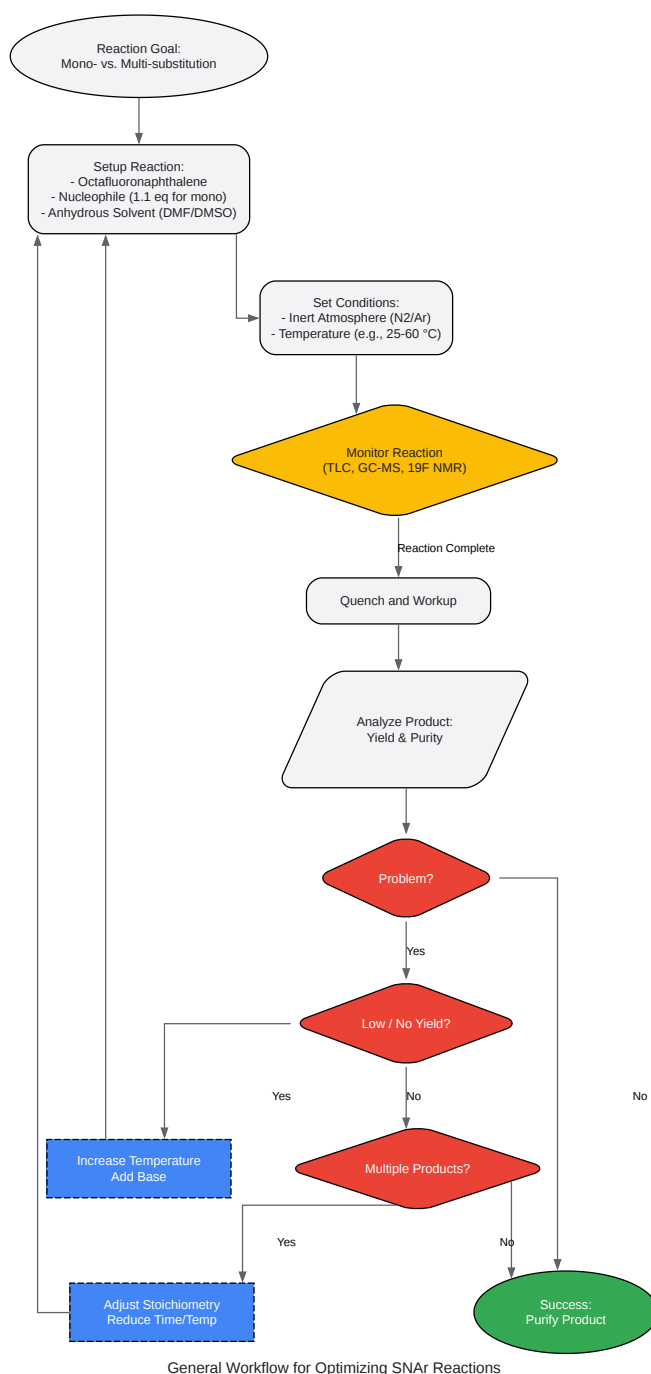 Reaction Goal:
Mono- vs. Multi-substitution
Setup Reaction:
- Octafluoronaphthalene
- Nucleophile (1.1 eq for mono)
- Anhydrous Solvent (DMF/DMSO)
Set Conditions:
- Inert Atmosphere (N2/Ar)
- Temperature (e.g., 25-60 °C)
Monitor Reaction
(TLC, GC-MS, 19F NMR)
Reaction Complete
Quench and Workup
Analyze Product:
Yield & Purity
Problem?
Yes
Low / No Yield?
Yes
No
No
Increase Temperature
Add Base
Multiple Products?
Yes
No
Adjust Stoichiometry
Reduce Time/Temp
Success:
Purify Product
General Workflow for Optimizing SNAr Reactions